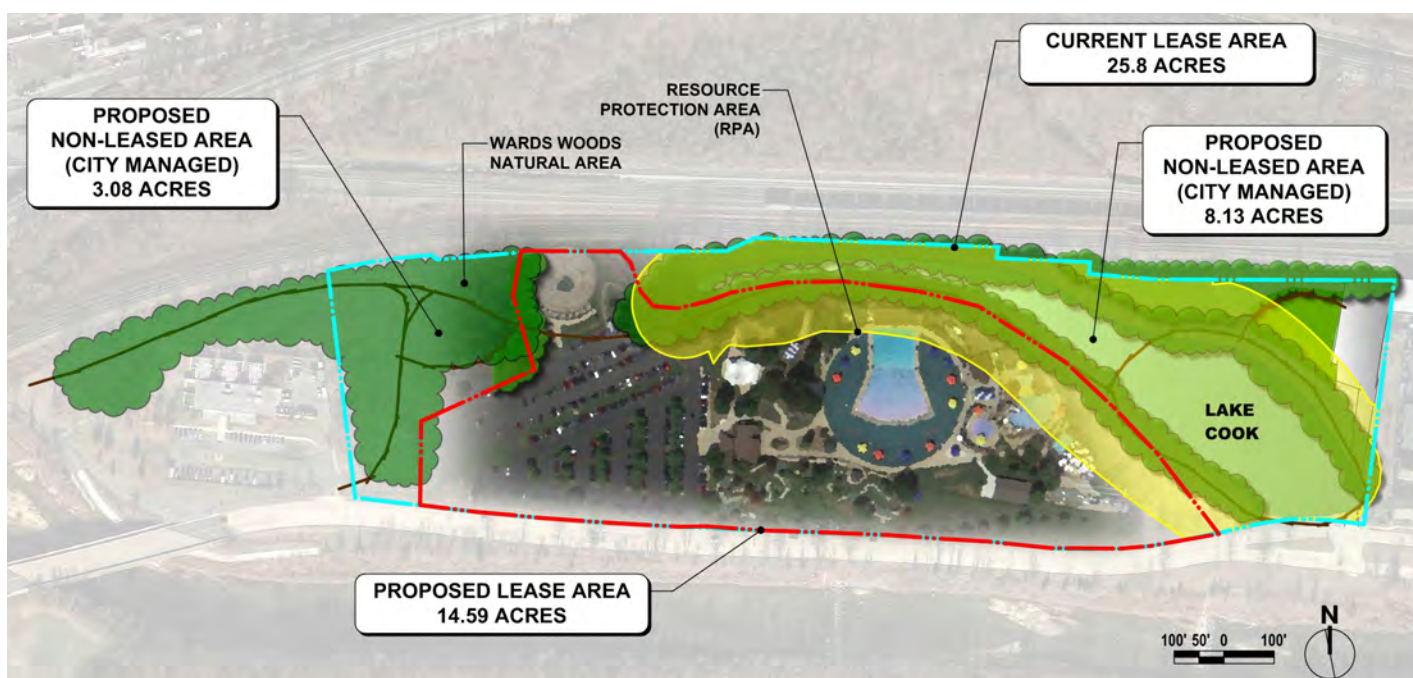 CURRENT LEASE AREA
25.8 ACRES
RESOURCE
PROTECTION AREA
(RPA)
PROPOSED
NON-LEASED AREA
(CITY MANAGED)
3.08 ACRES
WARDS WOODS
NATURAL AREA
PROPOSED
NON-LEASED AREA
(CITY MANAGED)
8.13 ACRES
LAKE
COOK
PROPOSED LEASE AREA
14.59 ACRES
N
100' 50' 0 100'